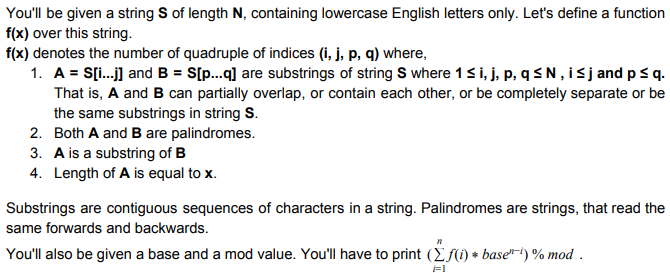 You'll be given a string S of length N, containing lowercase English letters only. Let's define a function
f(x) over this string.
f(x) denotes the number of quadruple of indices (i, j, p, q) where,
1. A = S[i...j] and B = S[p...q] are substrings of string S where 1 ≤ i, j, p, q ≤ N , i ≤ j and p ≤ q.
That is, A and B can partially overlap, or contain each other, or be completely separate or be
the same substrings in string S.
2. Both A and B are palindromes.
3. A is a substring of B
4. Length of A is equal to x.
Substrings are contiguous sequences of characters in a string. Palindromes are strings, that read the
same forwards and backwards.
You'll also be given a base and a mod value. You'll have to print (∑ⁿᵢ₌₁ f(i) * baseⁿ⁻ⁱ) % mod .